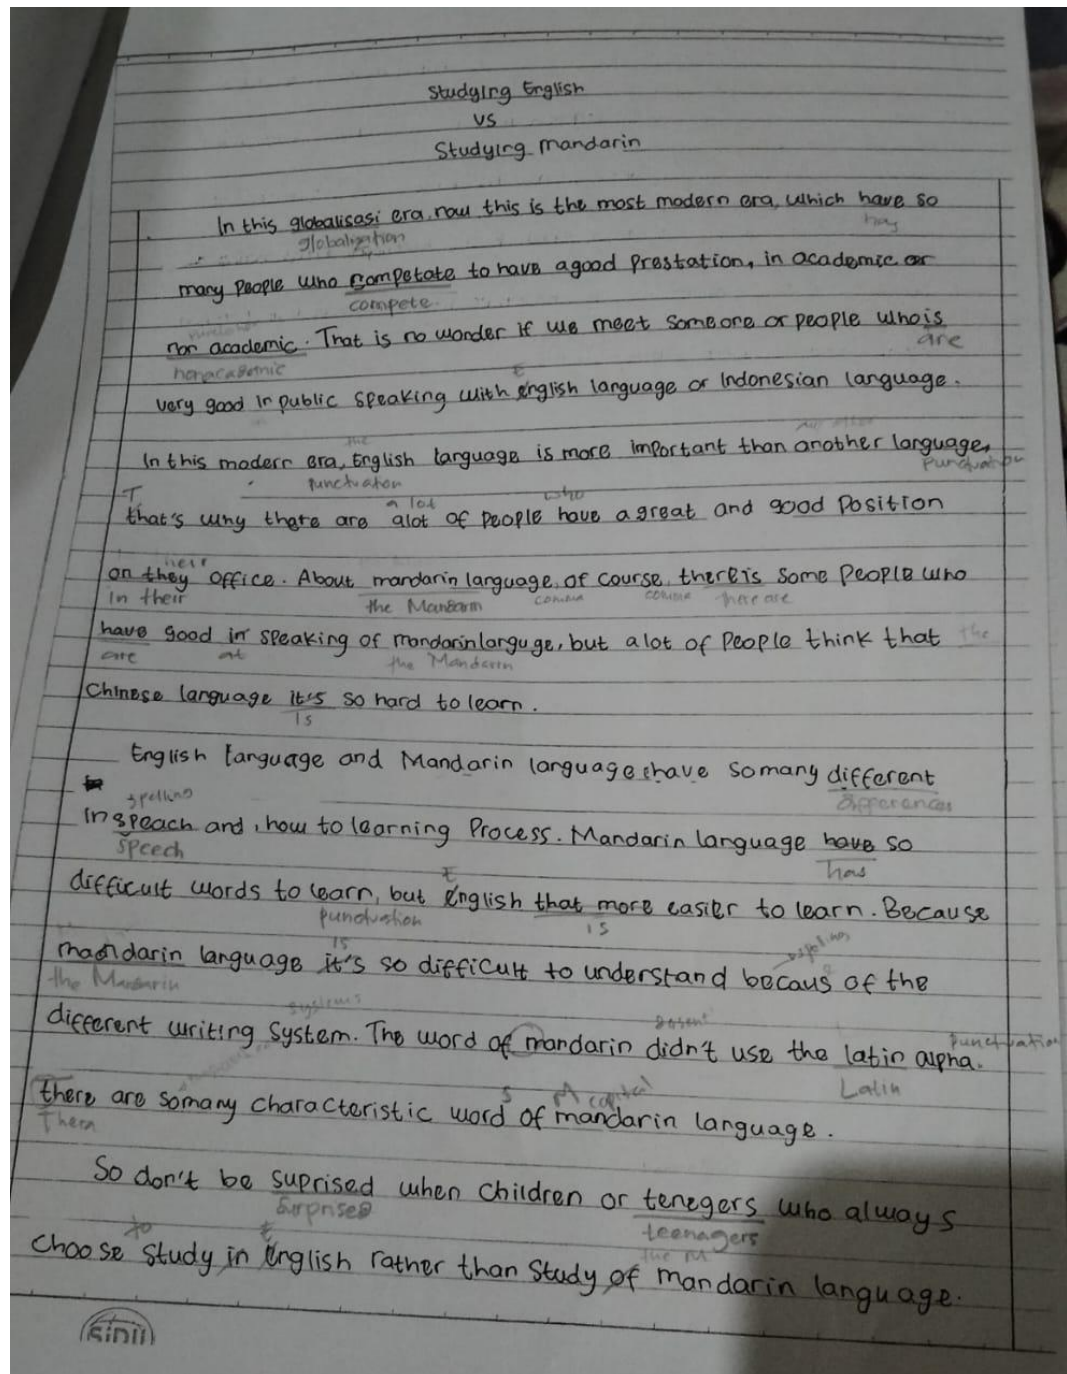 Studying English
VS
Studying mandarin
In this globalisasi era, now this is the most modern era, which have so
globalization has
many people who competate to have a good prestation, in academic or
compete
non academic. That is no wonder if we meet someone or people who is
nonacademic are
E
very good in public speaking with english language or Indonesian language.
the
In this modern era, English language is more important than another language,
punctuation Punctuation
T a lot who
that's why there are alot of people have a great and good position
their
on they office. About mandarin language, of course, there is some people who
In their the Mandarin comma comma there are
have good in speaking of mandarin languge, but a lot of people think that the
are at the Mandarin
Chinese language it's so hard to learn.
is
English language and Mandarin language have so many different
differences
spelling
in speach and, how to learning process. Mandarin language have so
speech has
E
difficult words to learn, but english that more easier to learn. Because
punctuation is
is spelling
mandarin language it's so difficult to understand becaus of the
the Mandarin
systems doesn't
different writing system. The word of mandarin didn't use the latin alpha.
punctuation
Latin
s capital
there are somany characteristic word of mandarin language.
There
So don't be suprised when children or tenegers who always
surprised teenagers
to E the M
choose study in english rather than study of mandarin language.
SIDU